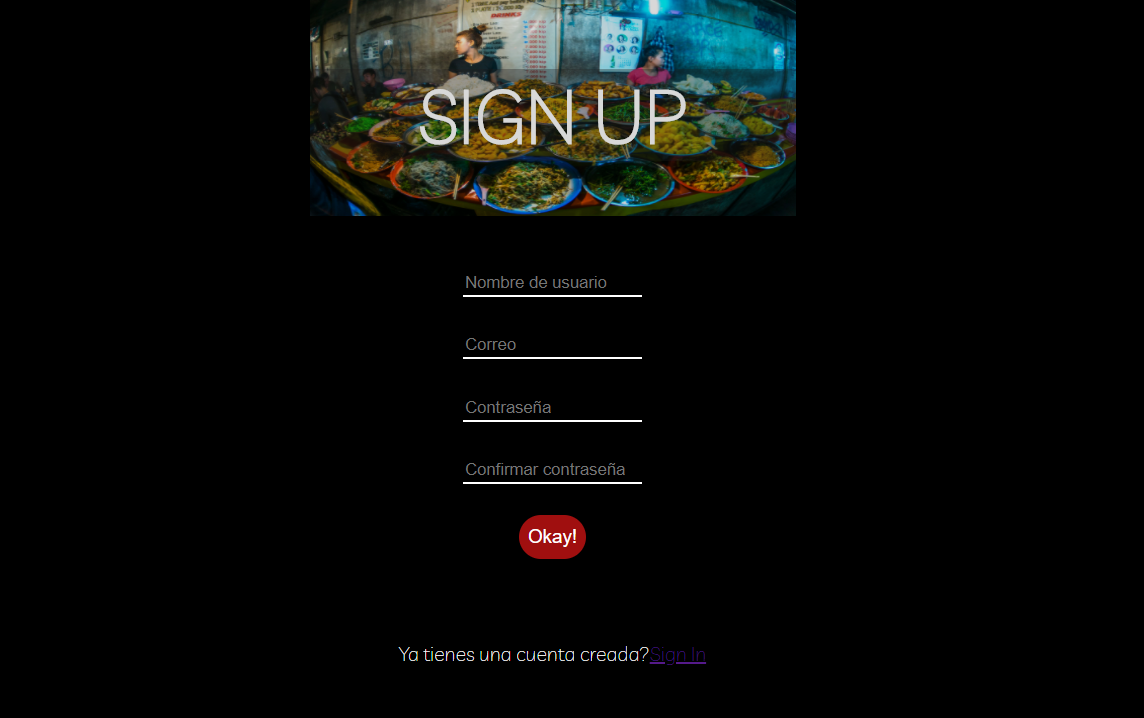 SIGN UP
Nombre de usuario
Correo
Contraseña
Confirmar contraseña
Okay!
Ya tienes una cuenta creada?Sign In